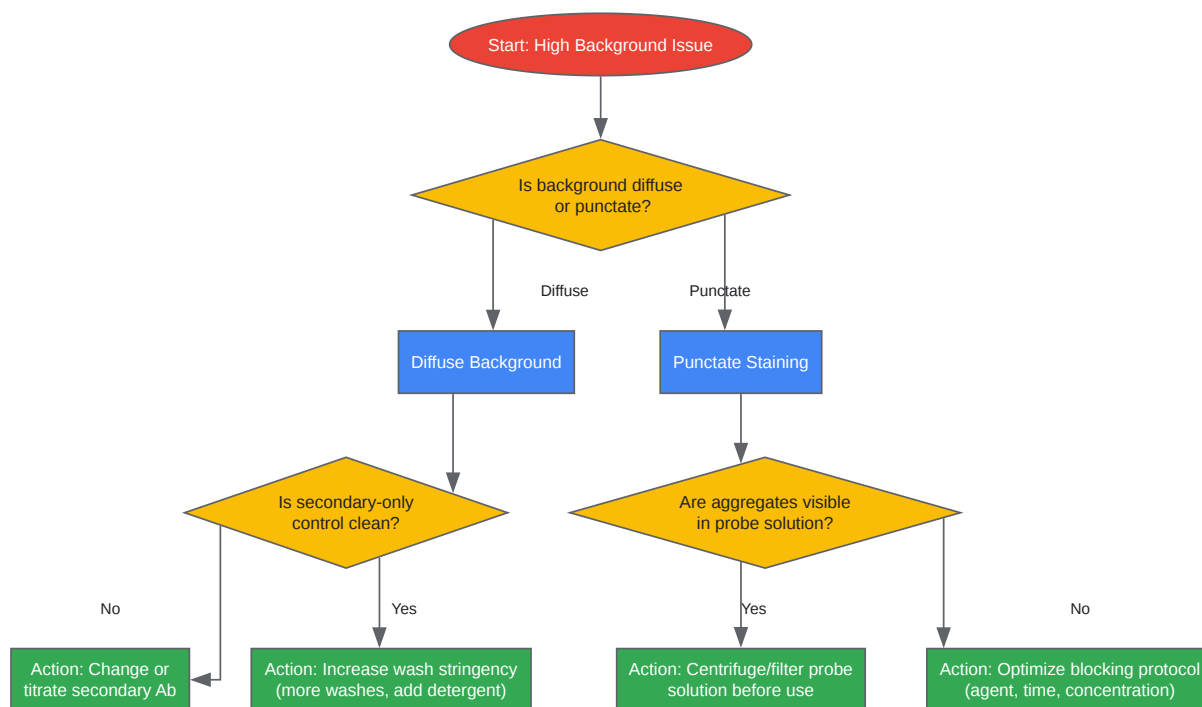 Start: High Background Issue
Is background diffuse
or punctate?
Diffuse
Punctate
Diffuse Background
Punctate Staining
Is secondary-only
control clean?
Are aggregates visible
in probe solution?
No
Yes
Yes
No
Action: Change or
titrate secondary Ab
Action: Increase wash stringency
(more washes, add detergent)
Action: Centrifuge/filter probe
solution before use
Action: Optimize blocking protocol
(agent, time, concentration)